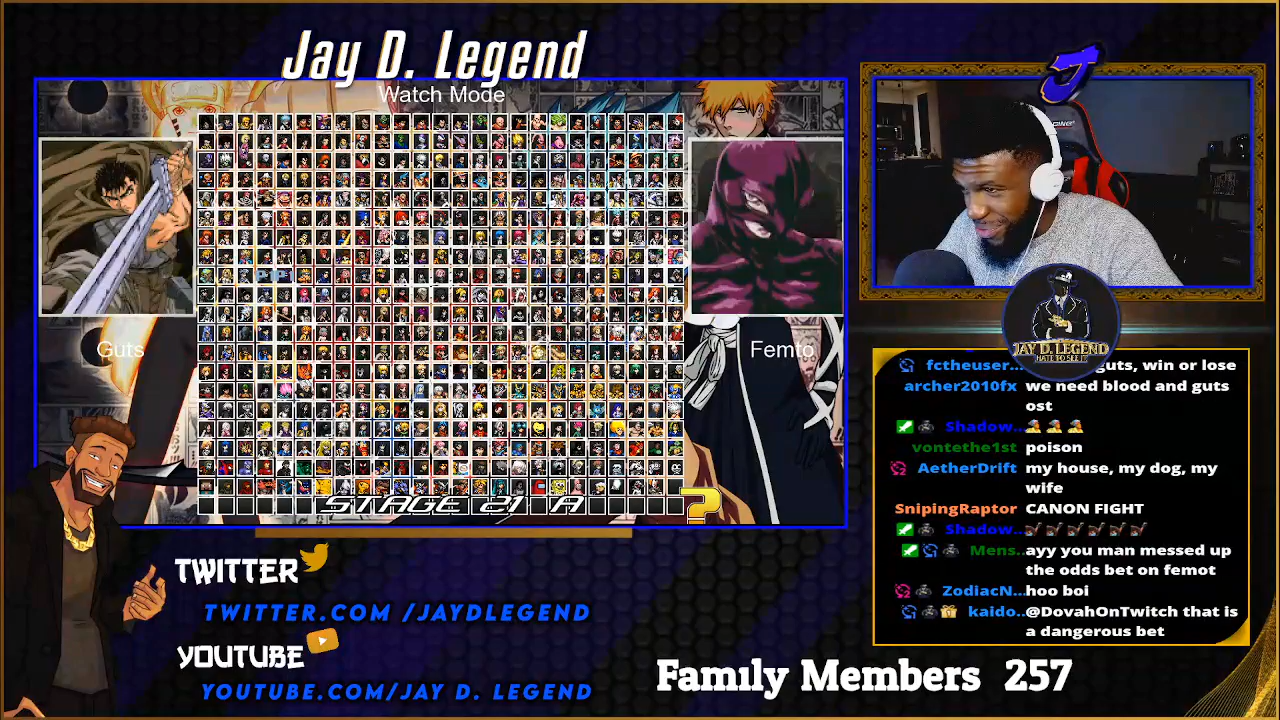 Jay D. Legend
Watch Mode
Guts
Femto
STAGE 21 A
?
JAY D. LEGEND
fctheuser... guts, win or lose
archer2010fx we need blood and guts
ost
Shadow..
vontethe1st poison
AetherDrift my house, my dog, my
wife
SnipingRaptor CANON FIGHT
Shadow..
Mens.. ayy you man messed up
the odds bet on femot
ZodiacN... hoo boi
kaido.. @DovahOnTwitch that is
a dangerous bet
TWITTER
TWITTER.COM /JAYDLEGEND
YOUTUBE
YOUTUBE.COM/JAY D. LEGEND
Family Members 257